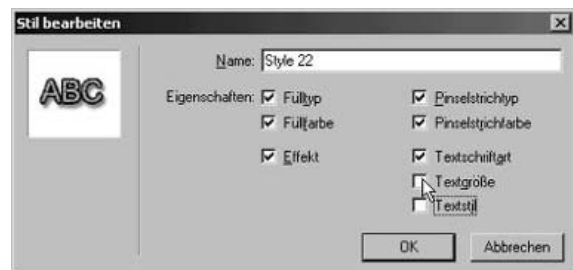 Stil bearbeiten
ABC
Name: Style 22
Eigenschaften: Fülltyp Pinselstrichtyp
Füllfarbe Pinselstrichfarbe
Effekt Textschriftart
Textgröße
Textstil
OK Abbrechen